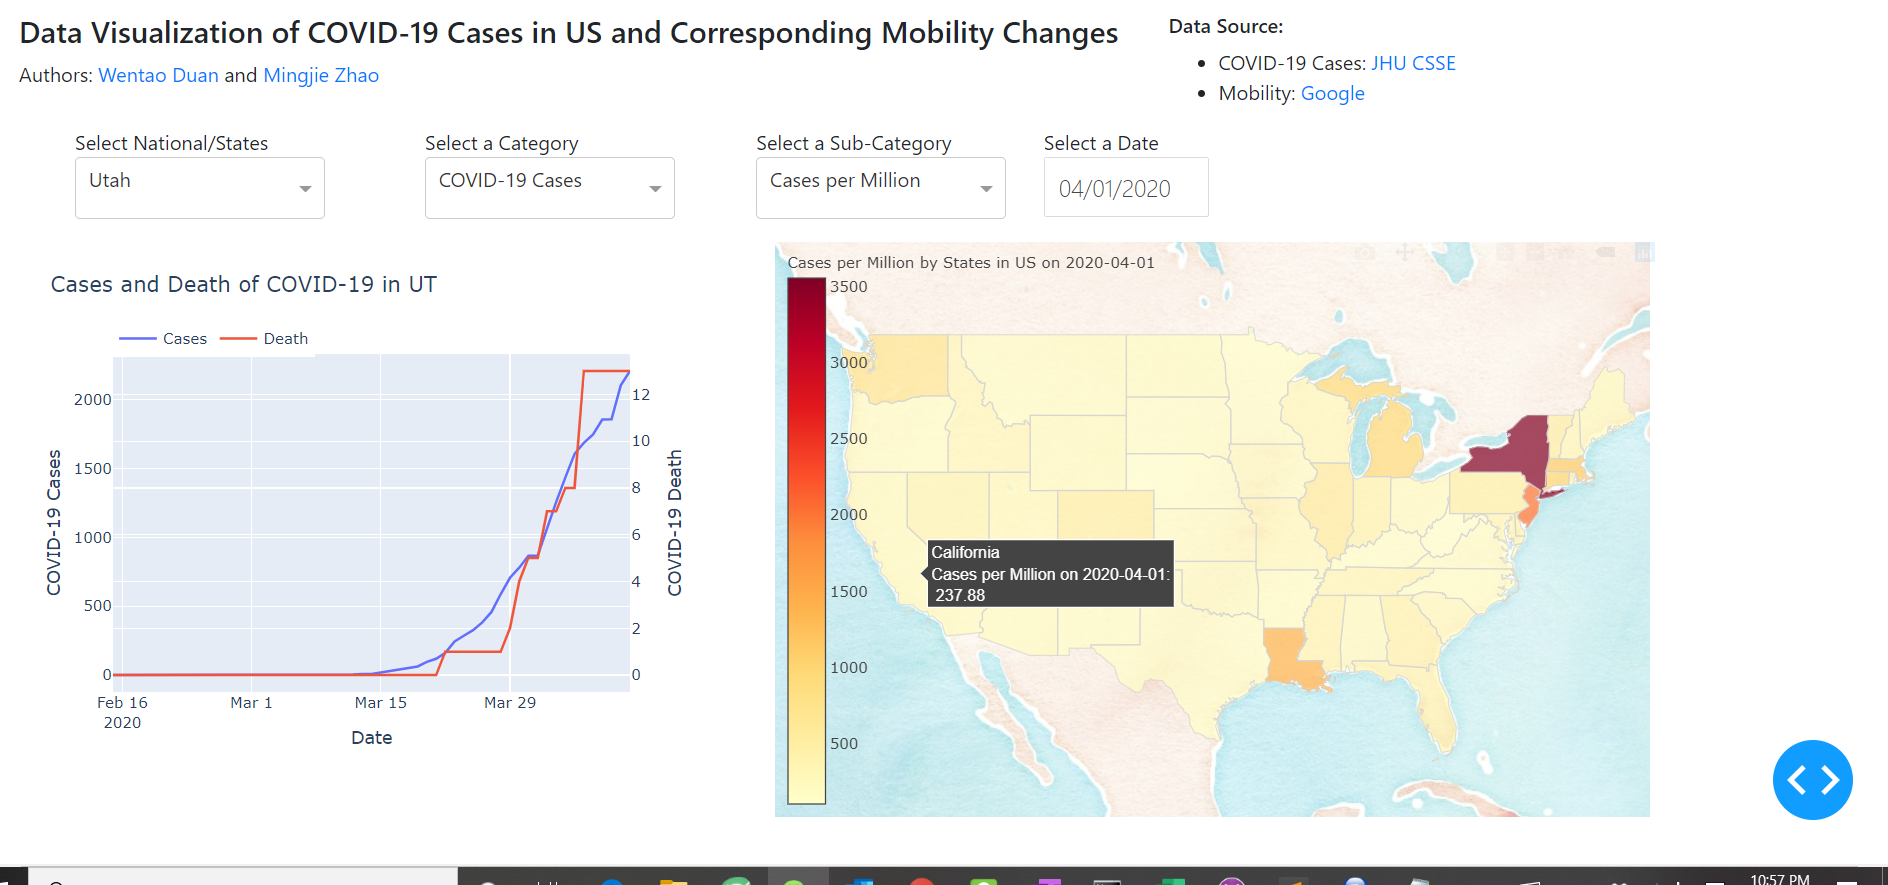 Data Visualization of COVID-19 Cases in US and Corresponding Mobility Changes
Authors: Wentao Duan and Mingjie Zhao
Data Source:
COVID-19 Cases: JHU CSSE
Mobility: Google
Select National/States
Utah
Select a Category
COVID-19 Cases
Select a Sub-Category
Cases per Million
Select a Date
04/01/2020
Cases and Death of COVID-19 in UT
Cases
Death
2000
1500
1000
500
0
COVID-19 Cases
12
10
8
6
4
2
0
COVID-19 Death
Feb 16
2020
Mar 1
Mar 15
Mar 29
Date
Cases per Million by States in US on 2020-04-01
3500
3000
2500
2000
1500
1000
500
California
Cases per Million on 2020-04-01:
237.88
10:57 PM